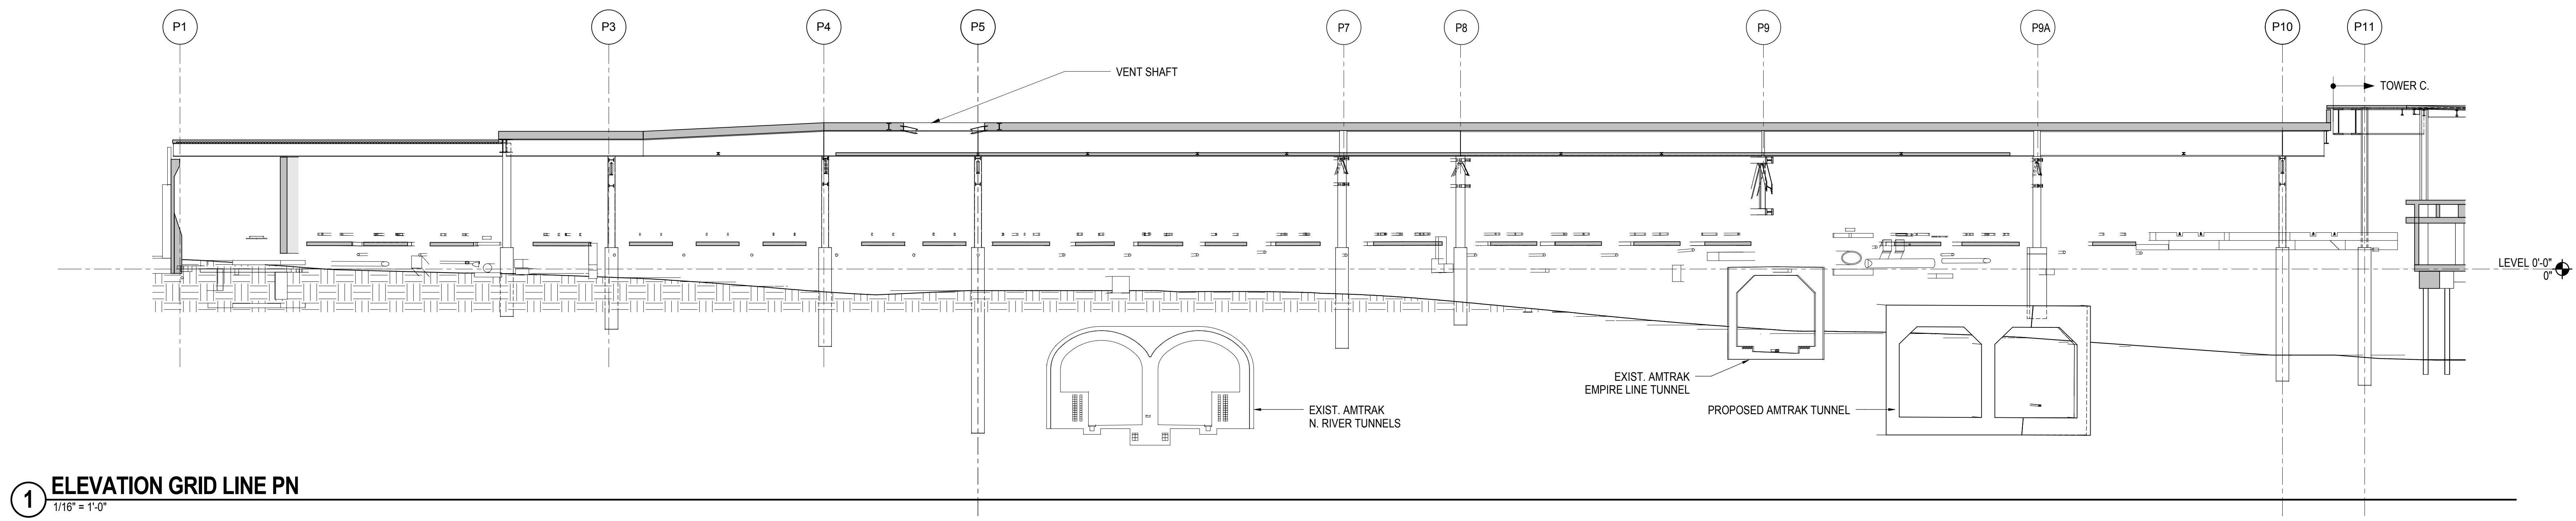 P1
P3
P4
P5
P7
P8
P9
P9A
P10
P11
VENT SHAFT
TOWER C.
LEVEL 0'-0"
0"
EXIST. AMTRAK
EMPIRE LINE TUNNEL
EXIST. AMTRAK
N. RIVER TUNNELS
PROPOSED AMTRAK TUNNEL
1
ELEVATION GRID LINE PN
1/16" = 1'-0"